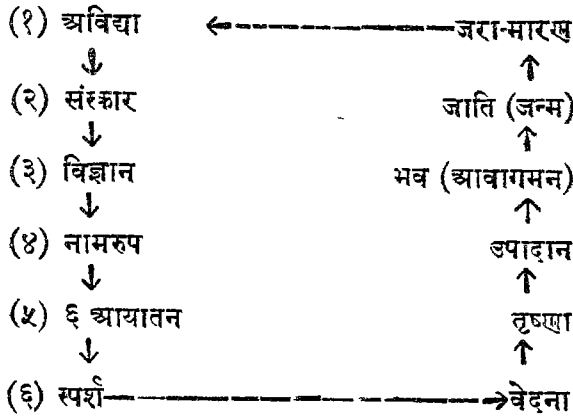 (१) अविद्या ← जरा-मारण
↓ ↑
(२) संस्कार जाति (जन्म)
↓ ↑
(३) विज्ञान भव (आवागमन)
↓ ↑
(४) नामरुप उपादान
↓ ↑
(५) ६ आयातन तृष्णा
↓ ↑
(६) स्पर्श → वेदना